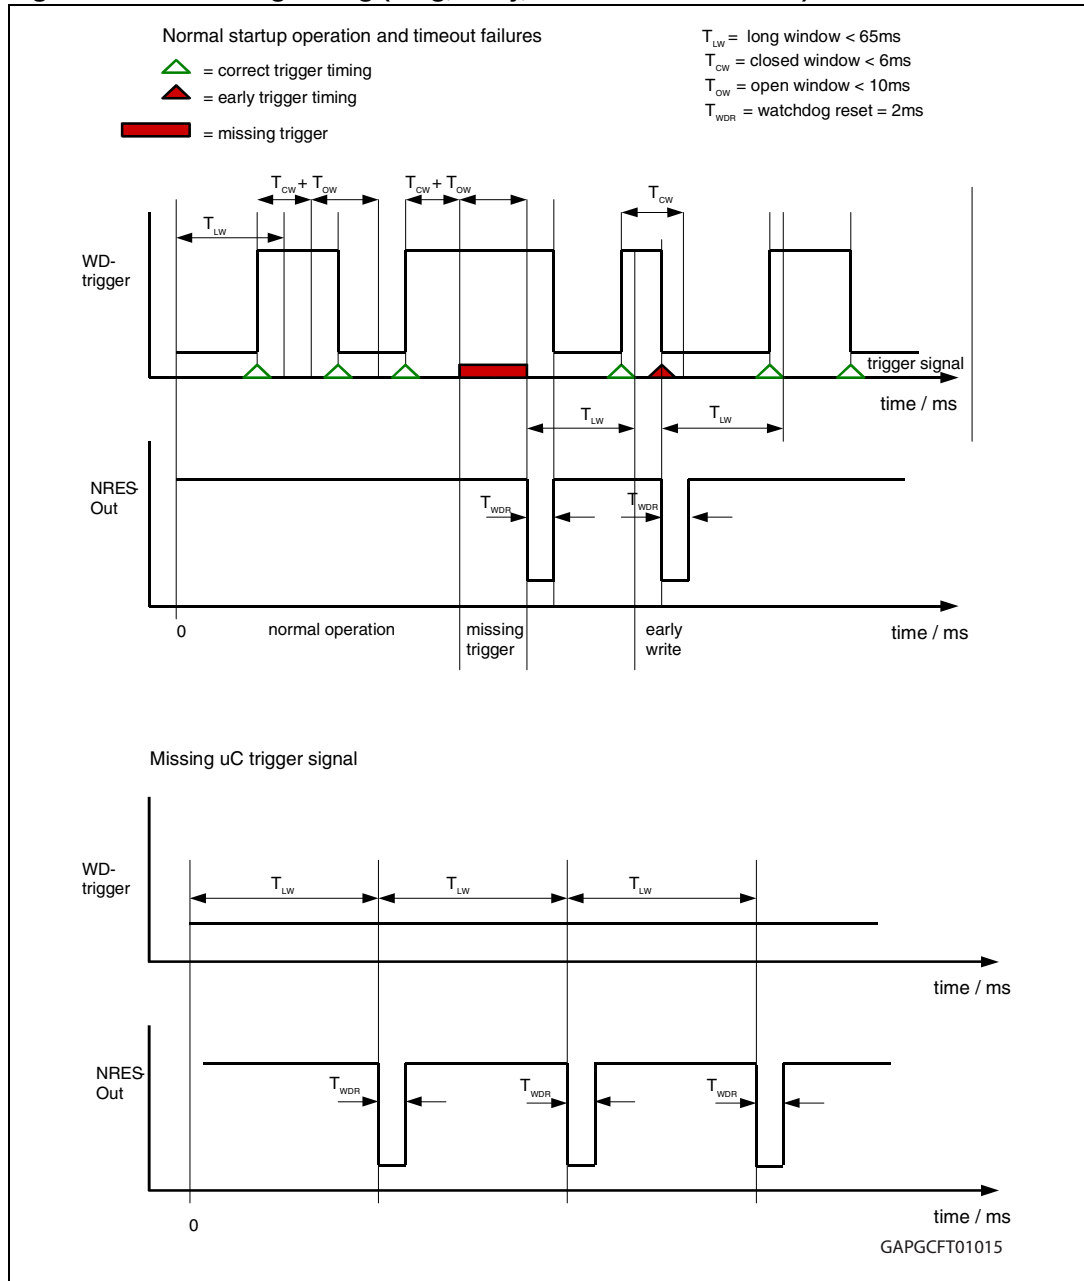 Normal startup operation and timeout failures
= correct trigger timing
= early trigger timing
= missing trigger
TLW = long window < 65ms
TCW = closed window < 6ms
TOW = open window < 10ms
TWDR = watchdog reset = 2ms
TCW + TOW
TCW + TOW
TCW
TLW
WD-
trigger
trigger signal
time / ms
TLW
TLW
NRES-
Out
TWDR
TWDR
0
normal operation
missing
trigger
early
write
time / ms
Missing uC trigger signal
WD-
trigger
TLW
TLW
TLW
time / ms
NRES-
Out
TWDR
TWDR
TWDR
0
time / ms
GAPGCFT01015